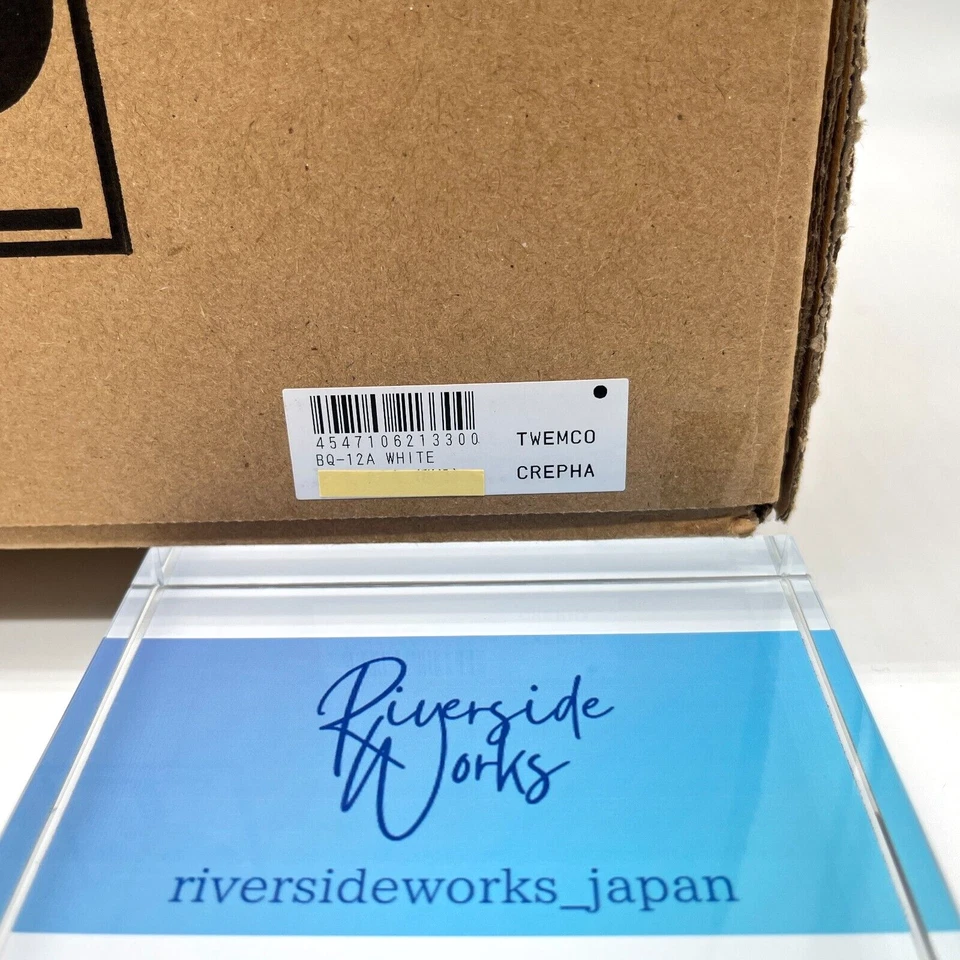 4547106213300
BQ-12A WHITE
TWEMCO
CREPHA
Riverside
Works
riversideworks_japan